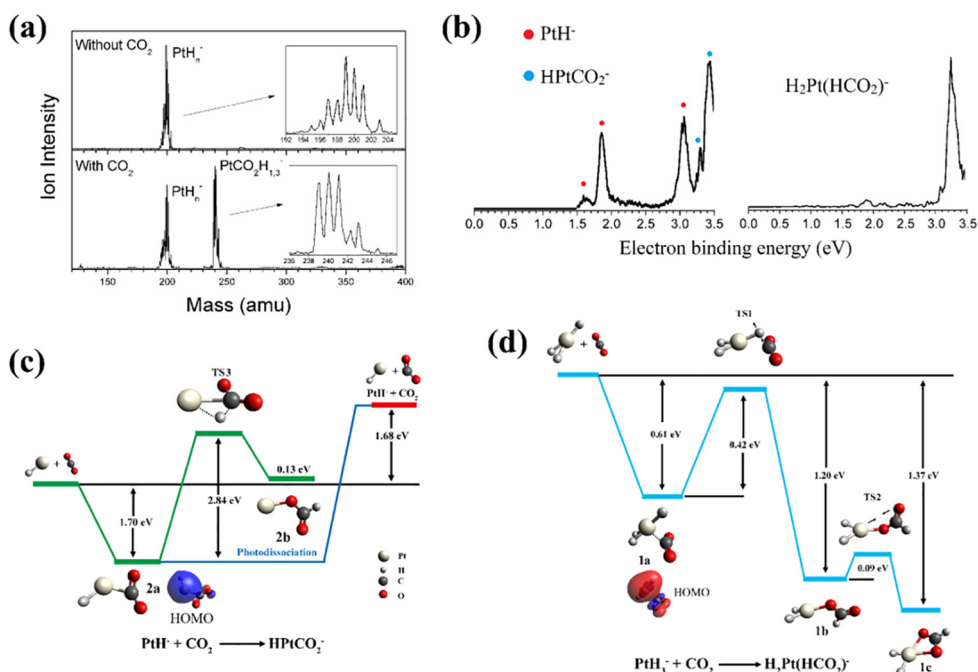 (a)
Without CO₂
PtHₙ⁻
192 194 196 198 200 202 204
With CO₂
PtHₙ⁻
PtCO₂H₁,₃⁻
236 238 240 242 244 246
Ion Intensity
100 200 300 400
Mass (amu)
(b)
PtH⁻
HPtCO₂⁻
H₂Pt(HCO₂)⁻
0.0 0.5 1.0 1.5 2.0 2.5 3.0 3.5
0.0 0.5 1.0 1.5 2.0 2.5 3.0 3.5
Electron binding energy (eV)
(c)
TS3
+
PtH⁻ + CO₂
1.68 eV
+
0.13 eV
1.70 eV
2.84 eV
2b
Photodissociation
2a
HOMO
Pt
H
C
O
PtH⁻ + CO₂ HPtCO₂⁻
(d)
TS1
+
0.61 eV
0.42 eV
1.20 eV
1.37 eV
TS2
1a
0.09 eV
HOMO
1b
1c
PtH₃⁻ + CO₂ H₂Pt(HCO₂)⁻